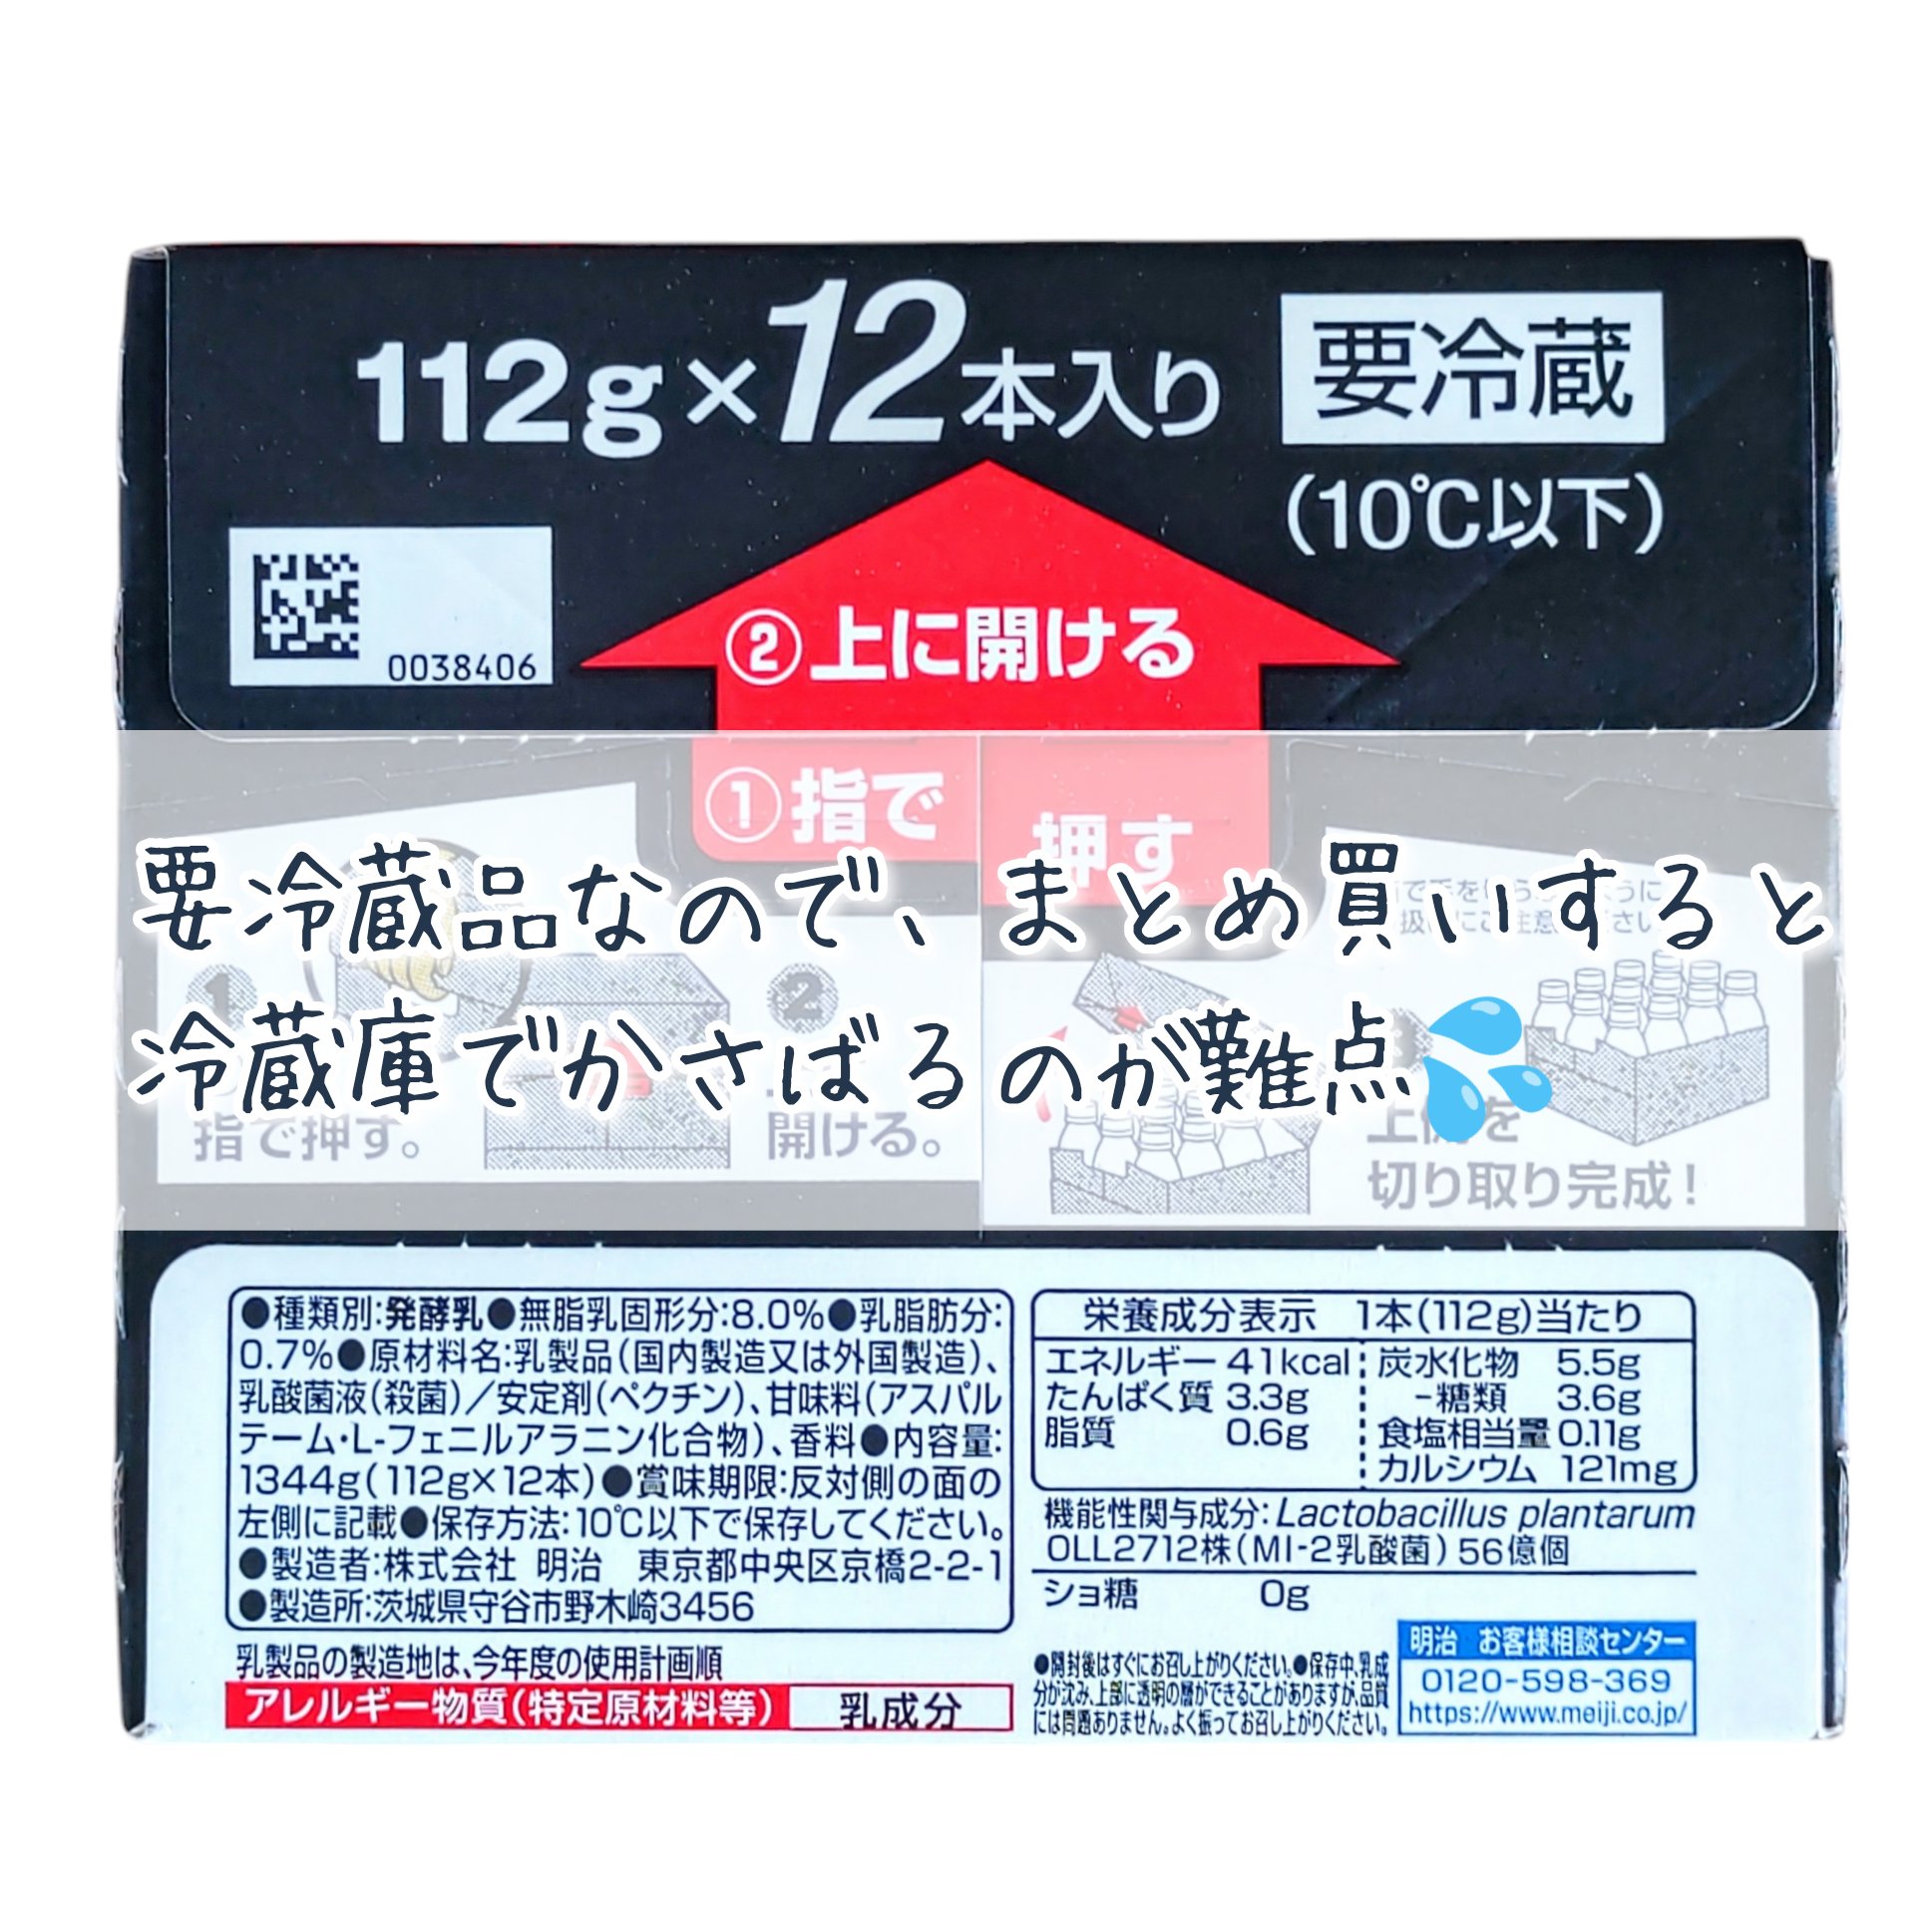 112g×12本入り
要冷蔵
(10℃以下)
0038406
②上に開ける
①指で
押す
要冷蔵品なので、まとめ買いすると
冷蔵庫でかさばるのが難点💦
1
指で押す。
2
開ける。
切り取り完成!
●種類別:発酵乳●無脂乳固形分:8.0%●乳脂肪分:
0.7%●原材料名:乳製品(国内製造又は外国製造)、
乳酸菌液(殺菌)/安定剤(ペクチン)、甘味料(アスパル
テーム・L-フェニルアラニン化合物)、香料●内容量:
1344g(112g×12本)●賞味期限:反対側の面の
左側に記載●保存方法:10℃以下で保存してください。
●製造者:株式会社 明治 東京都中央区京橋2-2-1
●製造所:茨城県守谷市野木崎3456
乳製品の製造地は、今年度の使用計画順
アレルギー物質(特定原材料等) 乳成分
栄養成分表示 1本(112g)当たり
エネルギー 41kcal 炭水化物 5.5g
たんぱく質 3.3g -糖類 3.6g
脂質 0.6g 食塩相当量 0.11g
カルシウム 121mg
機能性関与成分:Lactobacillus plantarum
OLL2712株(MI-2乳酸菌) 56億個
ショ糖 0g
●開封後はすぐにお召し上がりください。●保存中、乳成
分が沈み、上部に透明の層ができることがありますが、品質
には問題ありません。よく振ってお召し上がりください。
明治 お客様相談センター
0120-598-369
https://www.meiji.co.jp/